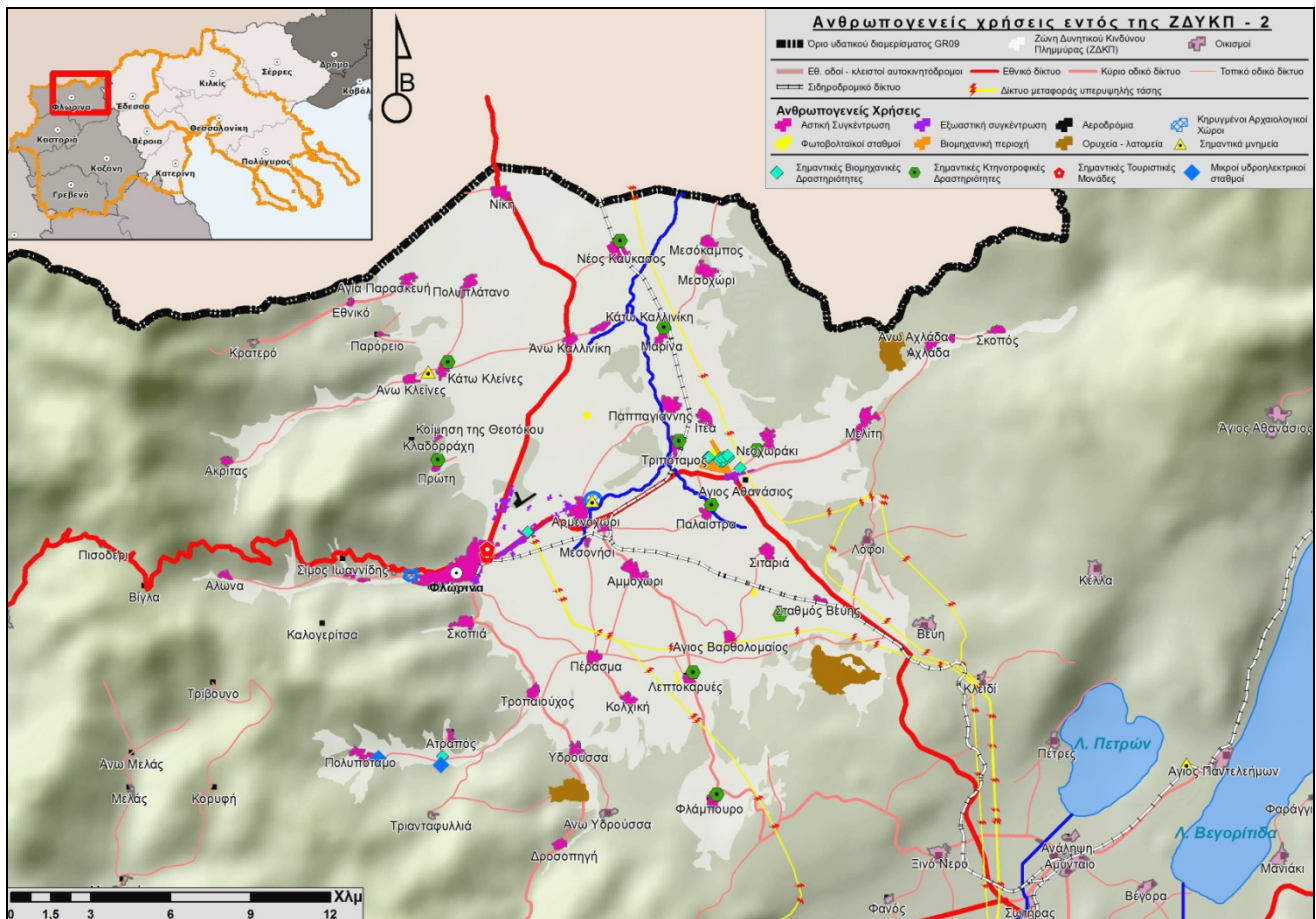 Ανθρωπογενείς χρήσεις εντός της ΖΔΥΚΠ - 2
Όριο υδατικού διαμερίσματος GR09
Ζώνη Δυνητικού Κινδύνου
Πλημμύρας (ΖΔΚΠ)
Οικισμοί
Εθ. οδοί - κλειστοί αυτοκινητόδρομοι
Εθνικό δίκτυο
Κύριο οδικό δίκτυο
Τοπικό οδικό δίκτυο
Σιδηροδρομικό δίκτυο
Δίκτυο μεταφοράς υπερυψηλής τάσης
Ανθρωπογενείς Χρήσεις
Αστική Συγκέντρωση
Εξωαστική συγκέντρωση
Αεροδρόμια
Κηρυγμένοι Αρχαιολογικοί
Χώροι
Φωτοβολταϊκοί σταθμοί
Βιομηχανική περιοχή
Ορυχεία - λατομεία
Σημαντικά μνημεία
Σημαντικές Βιομηχανικές
Δραστηριότητες
Σημαντικές Κτηνοτροφικές
Δραστηριότητες
Σημαντικές Τουριστικές
Μονάδες
Μικροί υδροηλεκτρικοί
σταθμοί
Σέρρες
Δράμα
Κιλκίς
Καβάλ
Φλώρινα
Έδεσσα
Θεσσαλονίκη
Καστοριά
Βέροια
Κοζάνη
Πολύγυρος
Κατερίνη
Γρεβενά
Β
Νίκη
Νέος Καύκασος
Μεσόκαμπος
Μεσοχώρι
Αγία Παρασκευή
Πολυπλάτανο
Εθνικό
Κάτω Καλλινίκη
Κρατερό
Παρόρειο
Άνω Καλλινίκη
Μαρίνα
Άνω Αχλάδα
Αχλάδα
Σκοπός
Άνω Κλείνες
Κάτω Κλείνες
Παππαγιάννης
Ιτέα
Μελίτη
Άγιος Αθανάσιος
Κοίμηση της Θεοτόκου
Κλαδορράχη
Νεοχωράκι
Τριπόταμος
Ακρίτας
Πρώτη
Άγιος Αθανάσιος
Αρμενοχώρι
Παλαίστρα
Μεσονήσι
Λόφοι
Πισοδέρι
Σίμος Ιωαννίδης
Σιταριά
Αμμοχώρι
Κέλλα
Βίγλα
Άλωνα
Φλώρινα
Σταθμός Βεύης
Καλογερίτσα
Σκοπιά
Βεύη
Άγιος Βαρθολομαίος
Πέρασμα
Τρίβουνο
Λεπτοκαρυές
Κλειδί
Τροπαιούχος
Κολχική
Ατραπός
Πέτρες
Λ. Πετρών
Άνω Μελάς
Πολυπόταμο
Υδρούσσα
Άγιος Παντελεήμων
Μελάς
Κορυφή
Φλάμπουρο
Φαράγγι
Τριανταφυλλιά
Άνω Υδρούσσα
Λ. Βεγορίτιδα
Ανάληψη
Δροσοπηγή
Ξινό Νερό
Αμύνταιο
Μανιάκι
Βεγόρα
Φανός
Σωτήρας
Χλμ
0 1.5 3 6 9 12